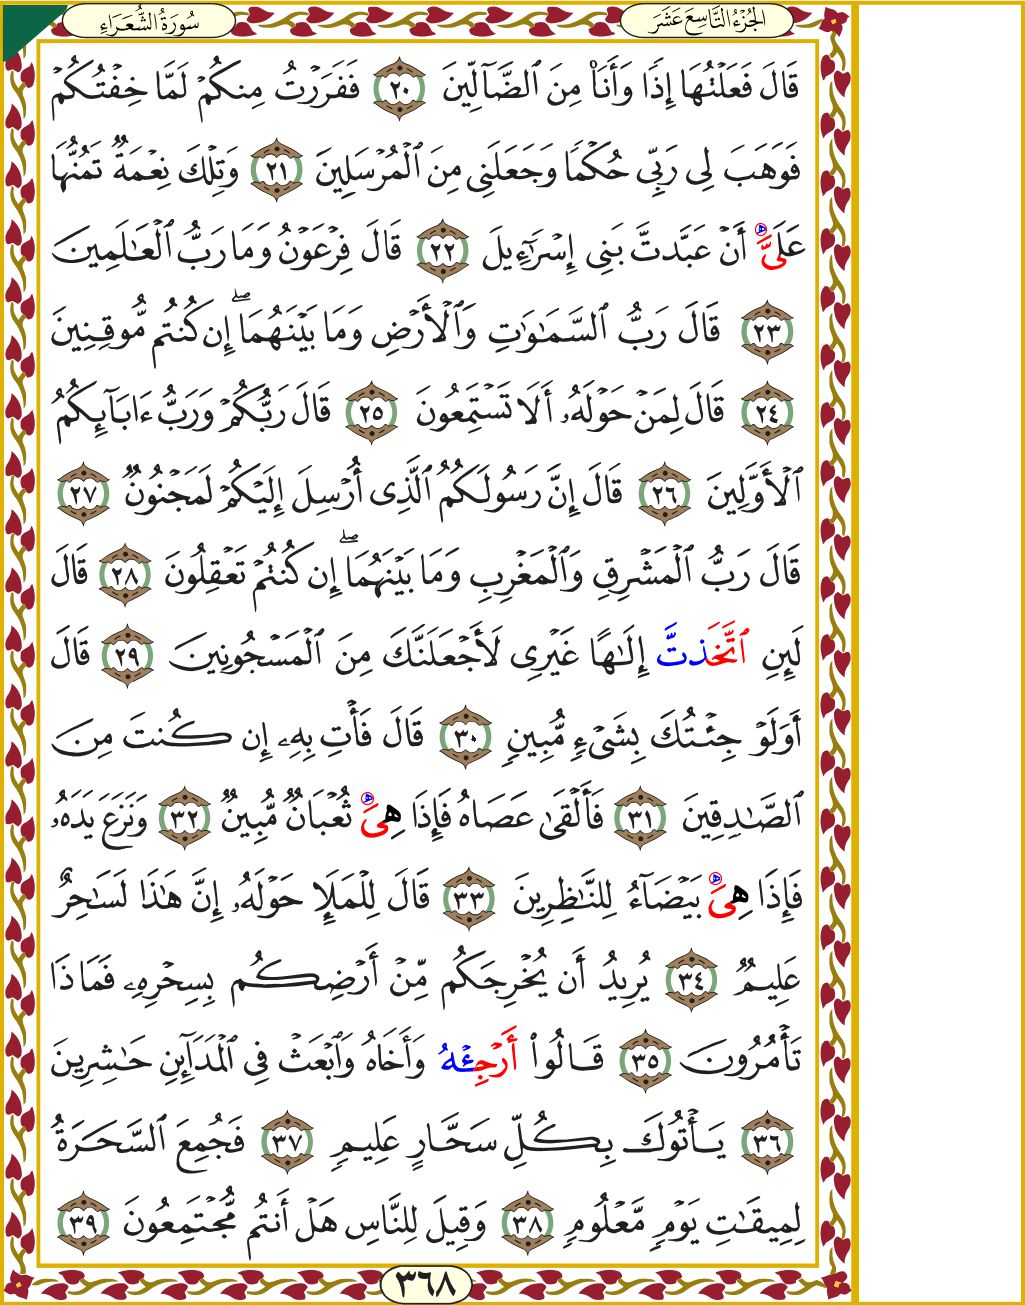 الجُزْءُ التَّاسِعَ عَشَرَ
سُورَةُ الشُّعَرَاءِ
قَالَ فَعَلْتُهَا إِذٗا وَأَنَا۠ مِنَ ٱلضَّآلِّينَ ٢٠ فَفَرَرۡتُ مِنكُمۡ لَمَّا خِفۡتُكُمۡ
فَوَهَبَ لِي رَبِّي حُكۡمٗا وَجَعَلَنِي مِنَ ٱلۡمُرۡسَلِينَ ٢١ وَتِلۡكَ نِعۡمَةٞ تَمُنُّهَا
عَلَيَّهۡ أَنۡ عَبَّدتَّ بَنِيٓ إِسۡرَٰٓءِيلَ ٢٢ قَالَ فِرۡعَوۡنُ وَمَا رَبُّ ٱلۡعَٰلَمِينَ
٢٣ قَالَ رَبُّ ٱلسَّمَٰوَٰتِ وَٱلۡأَرۡضِ وَمَا بَيۡنَهُمَآۖ إِن كُنتُم مُّوقِنِينَ
٢٤ قَالَ لِمَنۡ حَوۡلَهُۥٓ أَلَا تَسۡتَمِعُونَ ٢٥ قَالَ رَبُّكُمۡ وَرَبُّ ءَابَآئِكُمُ
ٱلۡأَوَّلِينَ ٢٦ قَالَ إِنَّ رَسُولَكُمُ ٱلَّذِيٓ أُرۡسِلَ إِلَيۡكُمۡ لَمَجۡنُونٞ ٢٧
قَالَ رَبُّ ٱلۡمَشۡرِقِ وَٱلۡمَغۡرِبِ وَمَا بَيۡنَهُمَآۖ إِن كُنتُمۡ تَعۡقِلُونَ ٢٨ قَالَ
لَئِنِ ٱتَّخَذتَّ إِلَٰهًا غَيۡرِي لَأَجۡعَلَنَّكَ مِنَ ٱلۡمَسۡجُونِينَ ٢٩ قَالَ
أَوَلَوۡ جِئۡتُكَ بِشَيۡءٖ مُّبِينٖ ٣٠ قَالَ فَأۡتِ بِهِۦٓ إِن كُنتَ مِنَ
ٱلصَّٰدِقِينَ ٣١ فَأَلۡقَىٰ عَصَاهُ فَإِذَا هِيَهۡ ثُعۡبَانٞ مُّبِينٞ ٣٢ وَنَزَعَ يَدَهُۥ
فَإِذَا هِيَهۡ بَيۡضَآءُ لِلنَّٰظِرِينَ ٣٣ قَالَ لِلۡمَلَإِ حَوۡلَهُۥٓ إِنَّ هَٰذَا لَسَٰحِرٌ
عَلِيمٞ ٣٤ يُرِيدُ أَن يُخۡرِجَكُم مِّنۡ أَرۡضِكُم بِسِحۡرِهِۦ فَمَاذَا
تَأۡمُرُونَ ٣٥ قَالُوٓاْ أَرۡجِئۡهُ وَأَخَاهُ وَٱبۡعَثۡ فِي ٱلۡمَدَآئِنِ حَٰشِرِينَ
٣٦ يَأۡتُوكَ بِكُلِّ سَحَّارٍ عَلِيمٖ ٣٧ فَجُمِعَ ٱلسَّحَرَةُ
لِمِيقَٰتِ يَوۡمٖ مَّعۡلُومٖ ٣٨ وَقِيلَ لِلنَّاسِ هَلۡ أَنتُم مُّجۡتَمِعُونَ ٣٩
٣٦٨